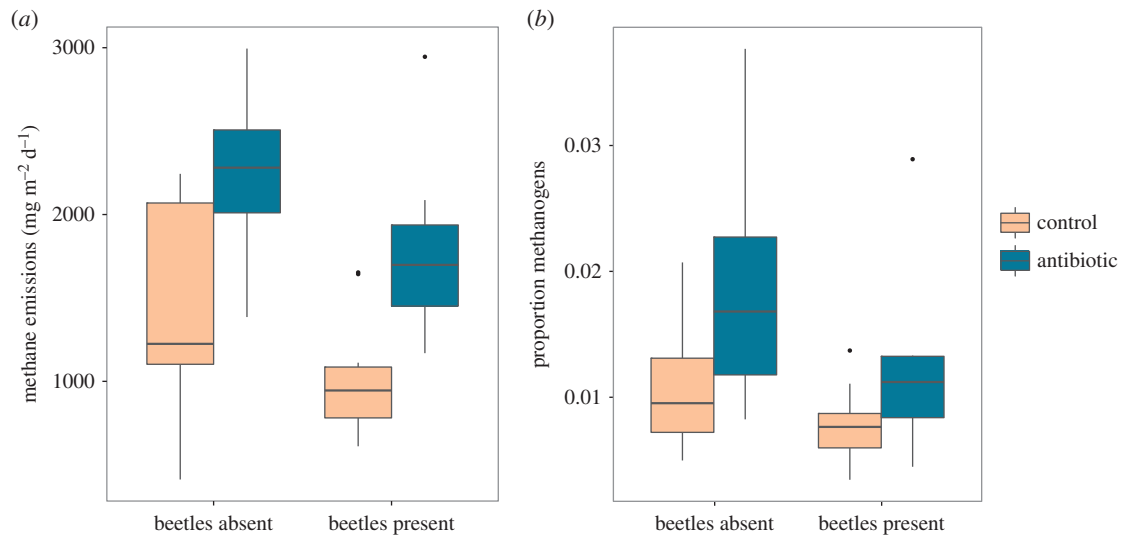 (a)
3000
2000
1000
methane emissions (mg m−2 d−1)
beetles absent
beetles present
(b)
0.03
0.02
0.01
proportion methanogens
beetles absent
beetles present
control
antibiotic